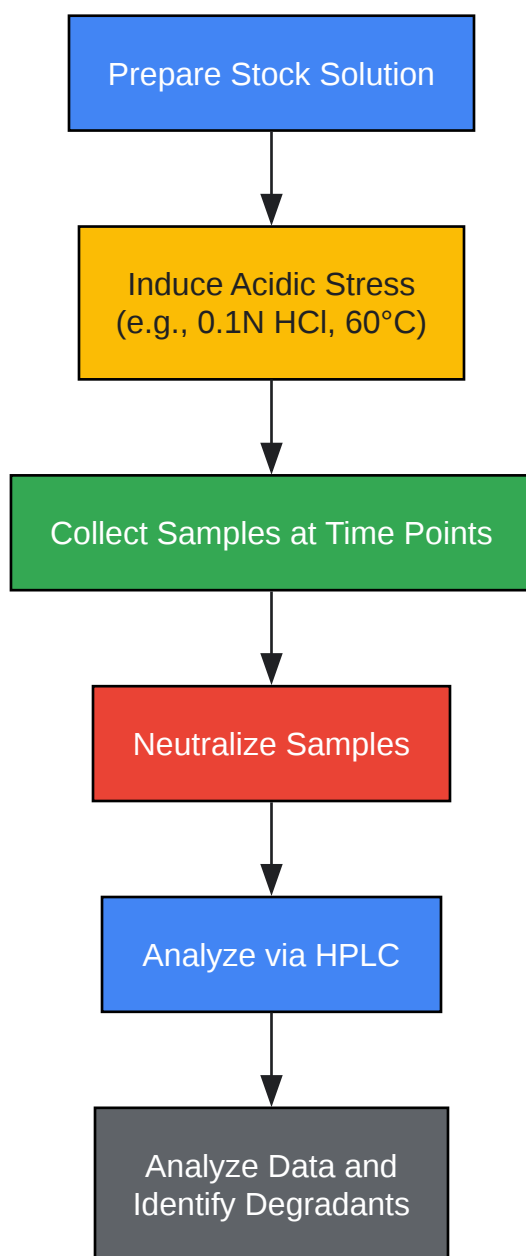 Prepare Stock Solution
Induce Acidic Stress
(e.g., 0.1N HCl, 60°C)
Collect Samples at Time Points
Neutralize Samples
Analyze via HPLC
Analyze Data and
Identify Degradants